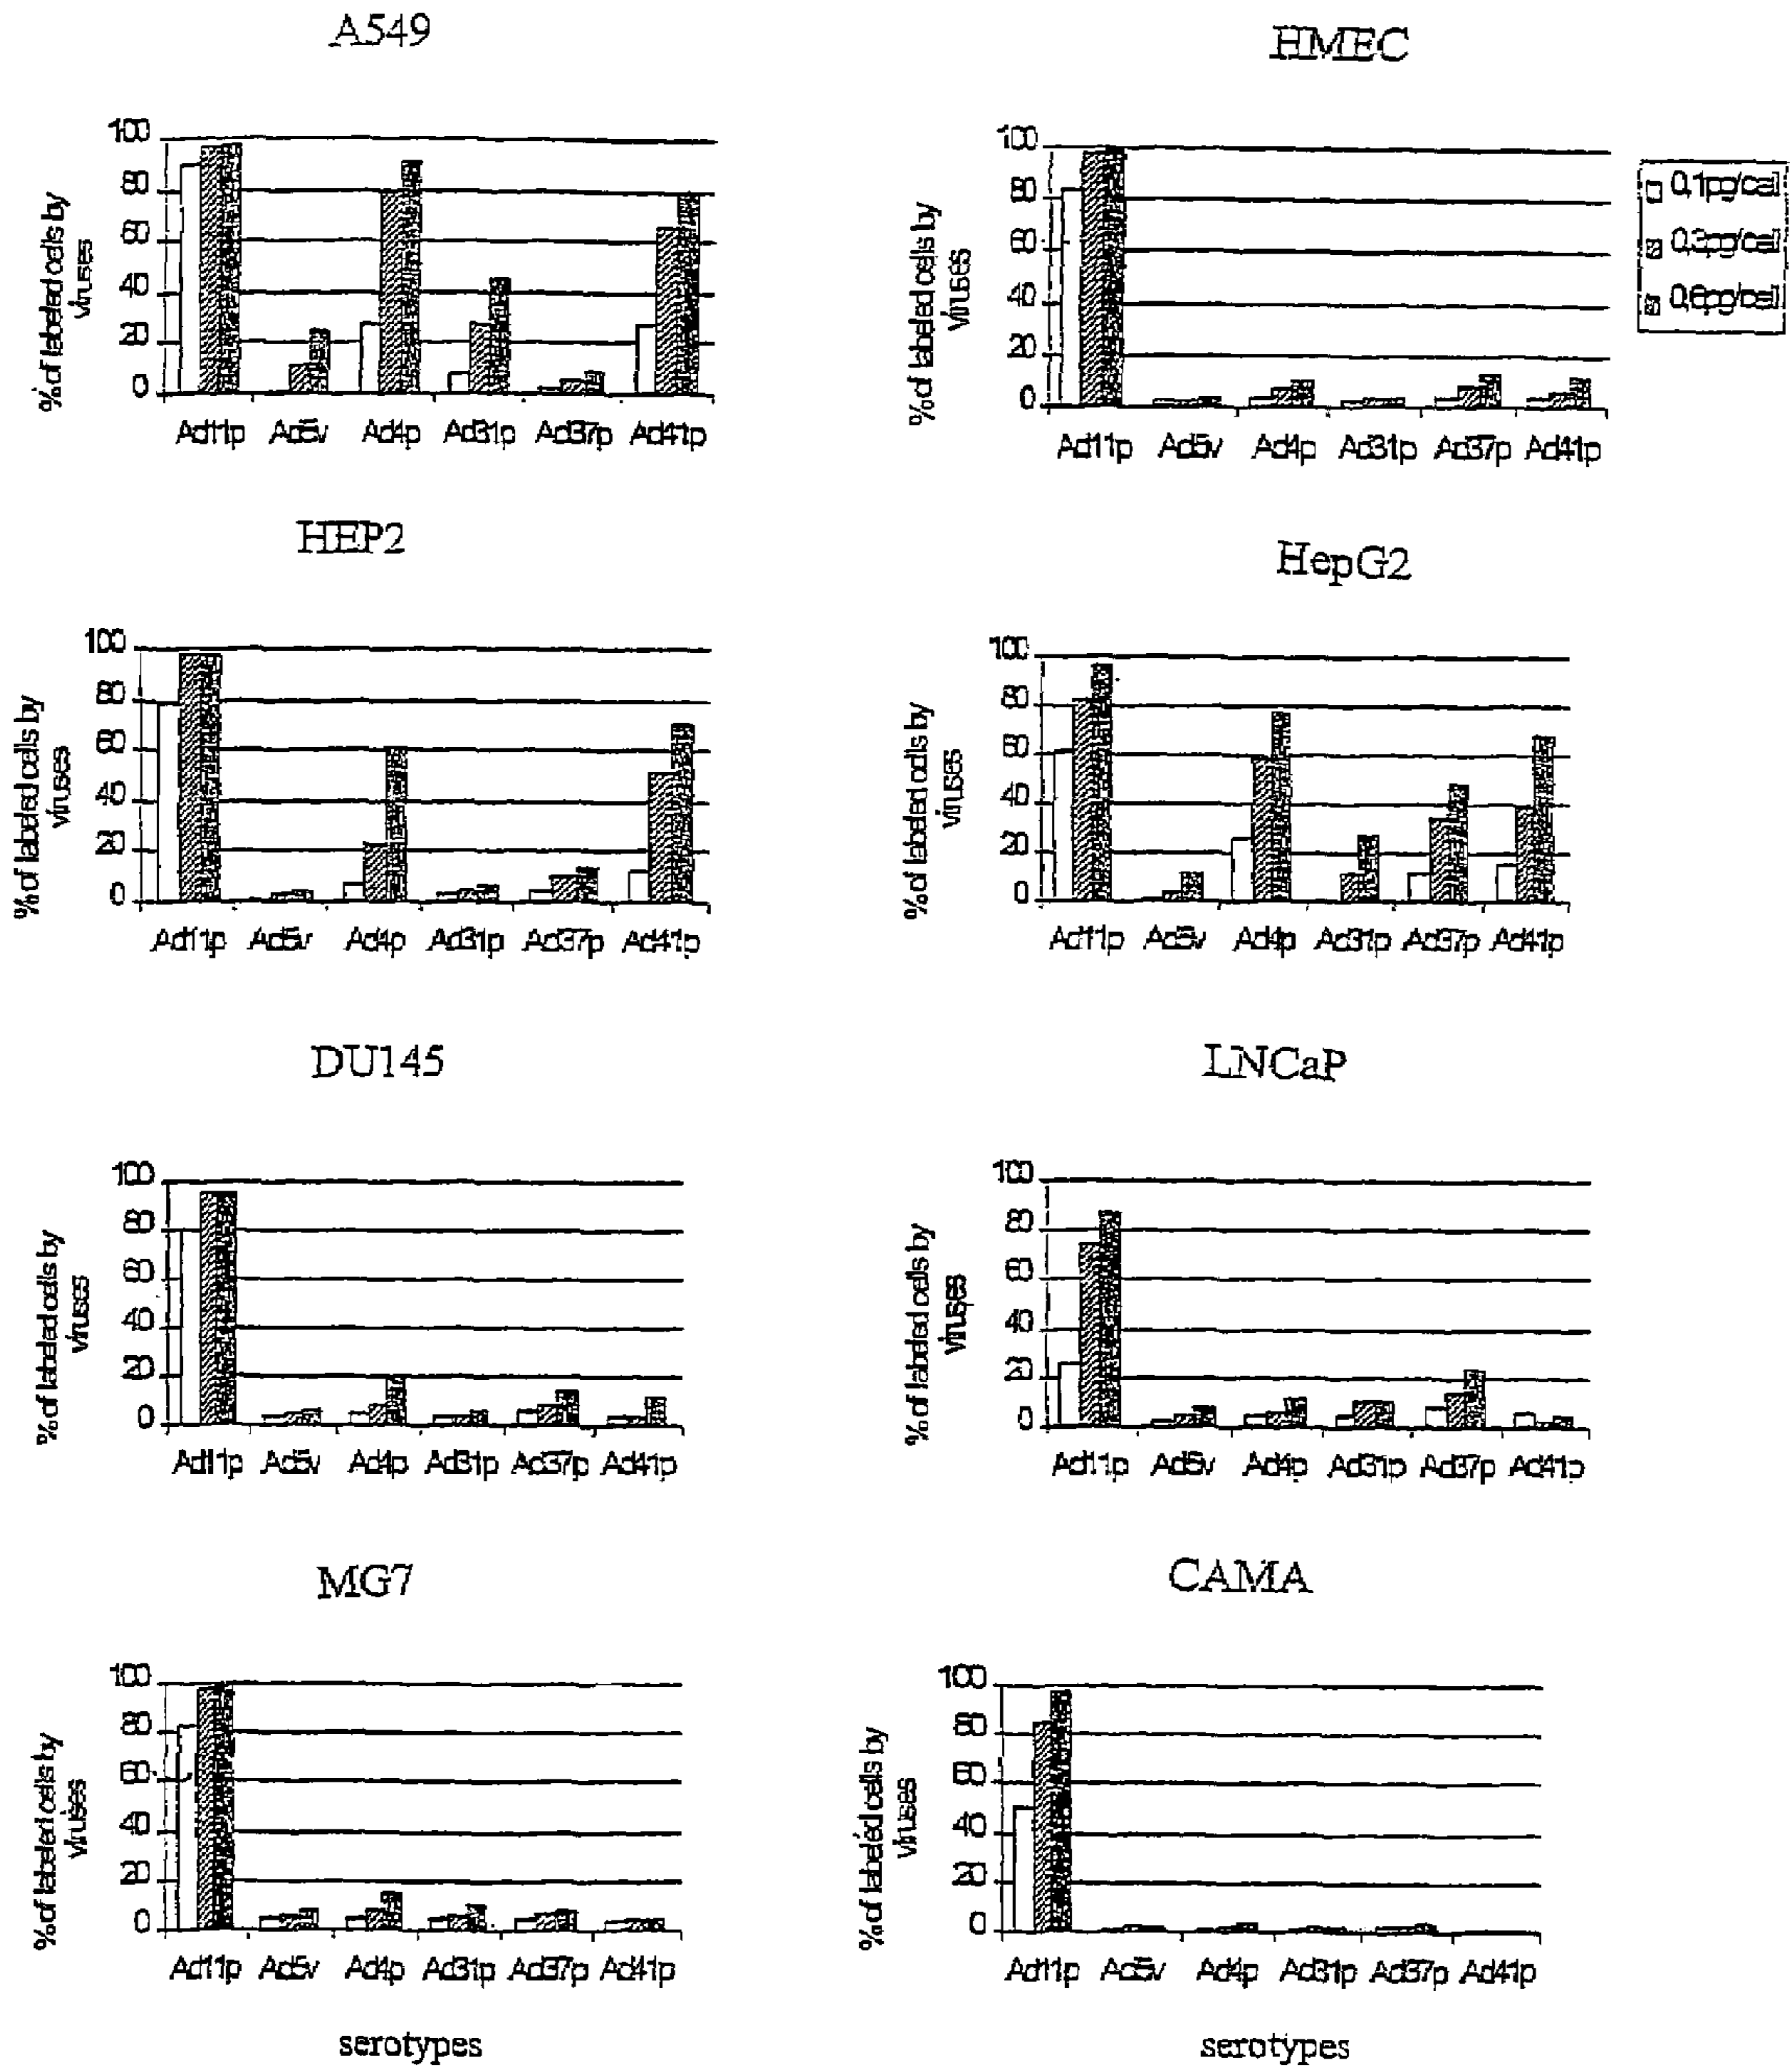 A549
% of labeled cells by
viruses
100
80
60
40
20
0
Ad11p Ad5v Ad4p Ad31p Ad37p Ad41p
HMEC
% of labeled cells by
viruses
100
80
60
40
20
0
Ad11p Ad5v Ad4p Ad31p Ad37p Ad41p
0,1pg/cell
0,3pg/cell
0,6pg/cell
HEP2
% of labeled cells by
viruses
100
80
60
40
20
0
Ad11p Ad5v Ad4p Ad31p Ad37p Ad41p
HepG2
% of labeled cells by
viruses
100
80
60
40
20
0
Ad11p Ad5v Ad4p Ad31p Ad37p Ad41p
DU145
% of labeled cells by
viruses
100
80
60
40
20
0
Ad11p Ad5v Ad4p Ad31p Ad37p Ad41p
LNCaP
% of labeled cells by
viruses
100
80
60
40
20
0
Ad11p Ad5v Ad4p Ad31p Ad37p Ad41p
MG7
% of labeled cells by
viruses
100
80
60
40
20
0
Ad11p Ad5v Ad4p Ad31p Ad37p Ad41p
serotypes
CAMA
% of labeled cells by
viruses
100
80
60
40
20
0
Ad11p Ad5v Ad4p Ad31p Ad37p Ad41p
serotypes